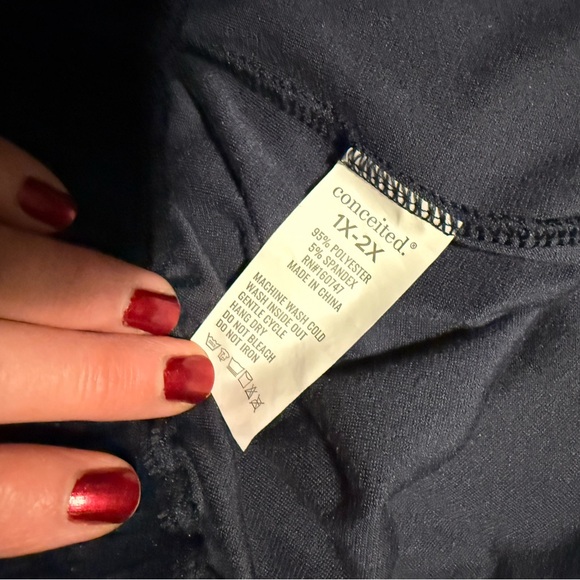 conceited.®
1X-2X
95% POLYESTER
5% SPANDEX
RN#160747
MADE IN CHINA
MACHINE WASH COLD
WASH INSIDE OUT
GENTLE CYCLE
HANG DRY
DO NOT BLEACH
DO NOT IRON